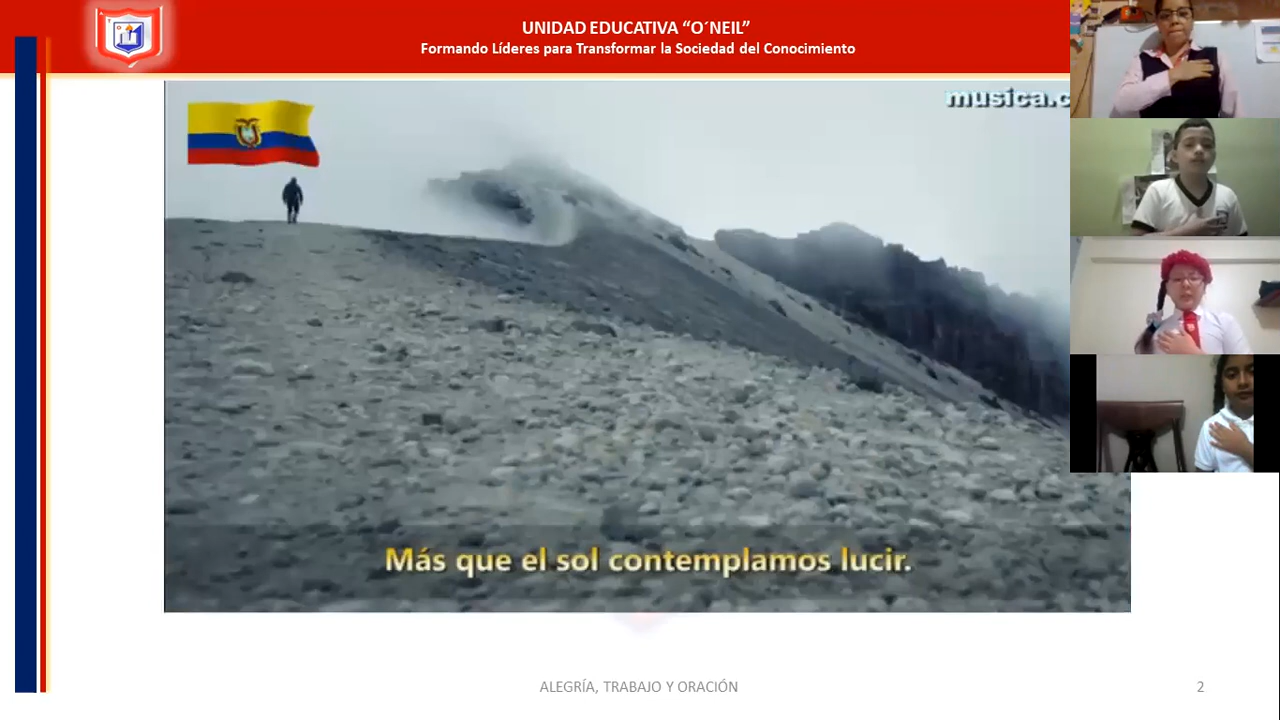 UNIDAD EDUCATIVA “O´NEIL”
Formando Líderes para Transformar la Sociedad del Conocimiento
musica.c
Más que el sol contemplamos lucir.
ALEGRÍA, TRABAJO Y ORACIÓN
2